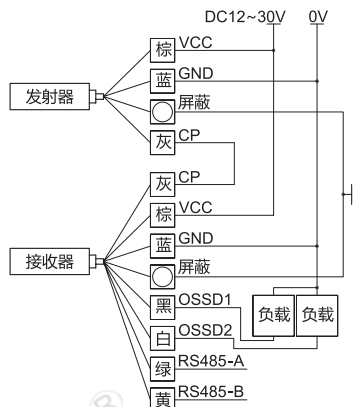 DC12~30V 0V
棕 VCC
蓝 GND
发射器
屏蔽
灰 CP
灰 CP
棕 VCC
蓝 GND
接收器
屏蔽
黑 OSSD1
负载 负载
白 OSSD2
绿 RS485-A
黄 RS485-B